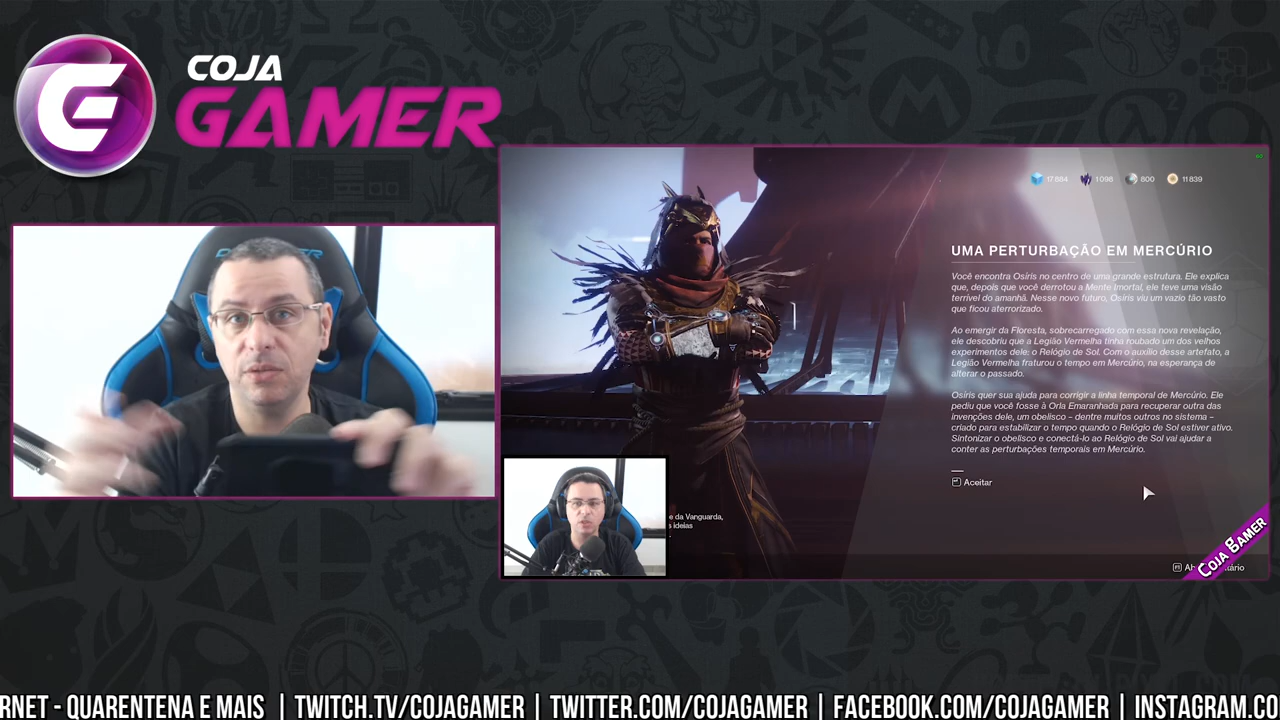 COJA
GAMER
17.884
1 098
800
11 839
UMA PERTURBAÇÃO EM MERCÚRIO
Você encontra Osíris no centro de uma grande estrutura. Ele explica
que, depois que você derrotou a Mente Imortal, ele teve uma visão
terrível do amanhã. Nesse novo futuro, Osíris viu um vazio tão vasto
que ficou aterrorizado.
Ao emergir da Floresta, sobrecarregado com essa nova revelação,
ele descobriu que a Legião Vermelha tinha roubado um dos velhos
experimentos dele: o Relógio de Sol. Com o auxílio desse artefato, a
Legião Vermelha fraturou o tempo em Mercúrio, na esperança de
alterar o passado.
Osíris quer sua ajuda para corrigir a linha temporal de Mercúrio. Ele
pediu que você fosse à Orla Emaranhada para recuperar outra das
invenções dele, um obelisco – dentre muitos outros no sistema –
criado para estabilizar o tempo quando o Relógio de Sol estiver ativo.
Sintonizar o obelisco e conectá-lo ao Relógio de Sol vai ajudar a
conter as perturbações temporais em Mercúrio.
Aceitar
e da Vanguarda,
s ideias
COJA GAMER
RNET - QUARENTENA E MAIS | TWITCH.TV/COJAGAMER | TWITTER.COM/COJAGAMER | FACEBOOK.COM/COJAGAMER | INSTAGRAM.CO